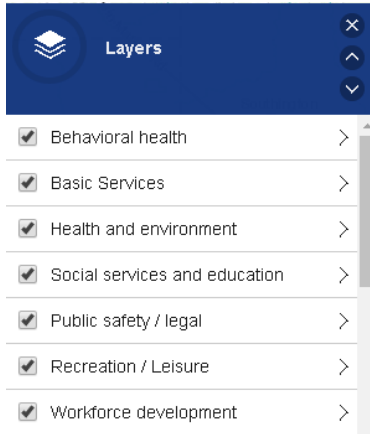 Layers
Behavioral health
Basic Services
Health and environment
Social services and education
Public safety / legal
Recreation / Leisure
Workforce development